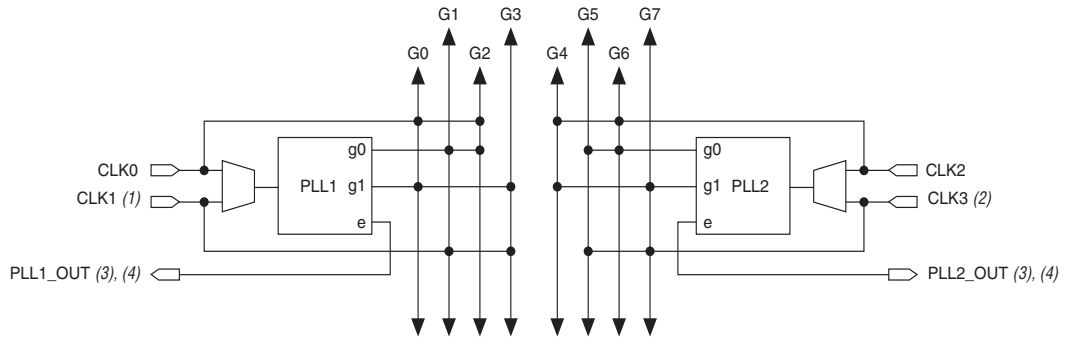 G1 G3 G5 G7
G0 G2 G4 G6
g0 g0
CLK0 PLL1 g1 g1 PLL2 CLK2
CLK1 (1) CLK3 (2)
e e
PLL1_OUT (3), (4) PLL2_OUT (3), (4)